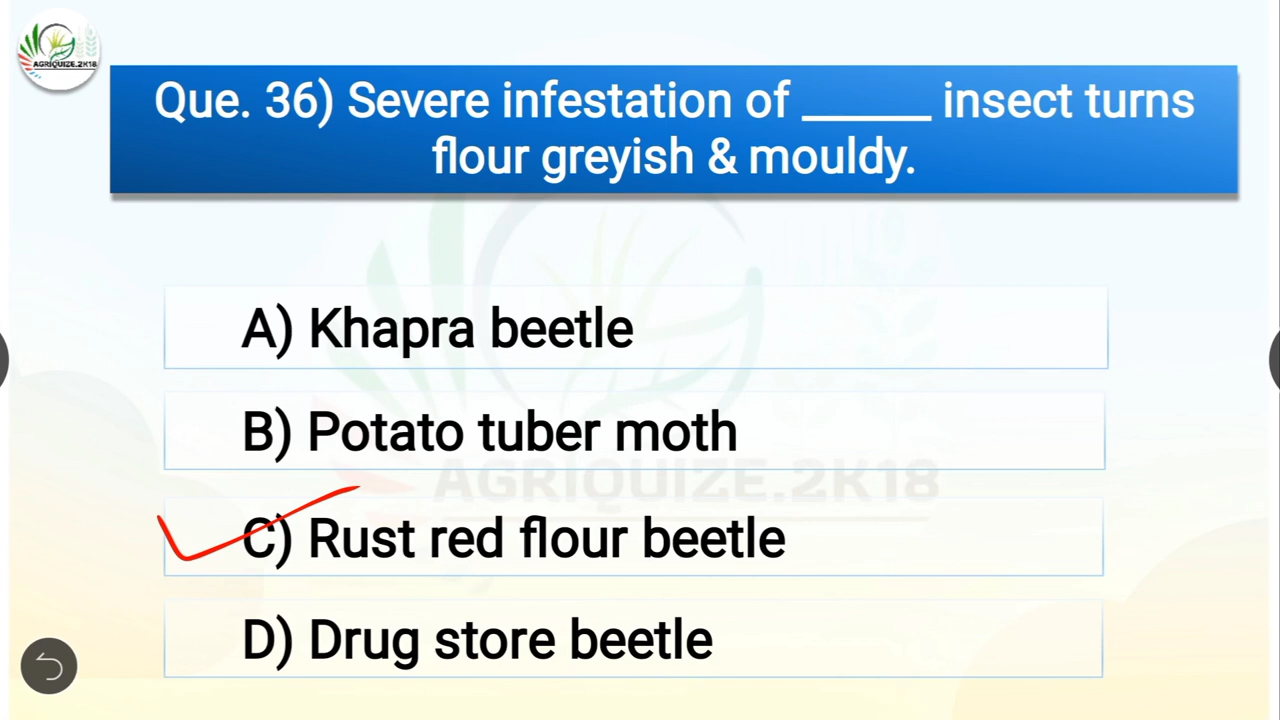 AGRIQUIZE.2K18
Que. 36) Severe infestation of ______ insect turns
flour greyish & mouldy.
A) Khapra beetle
B) Potato tuber moth
AGRIQUIZE.2K18
C) Rust red flour beetle
D) Drug store beetle